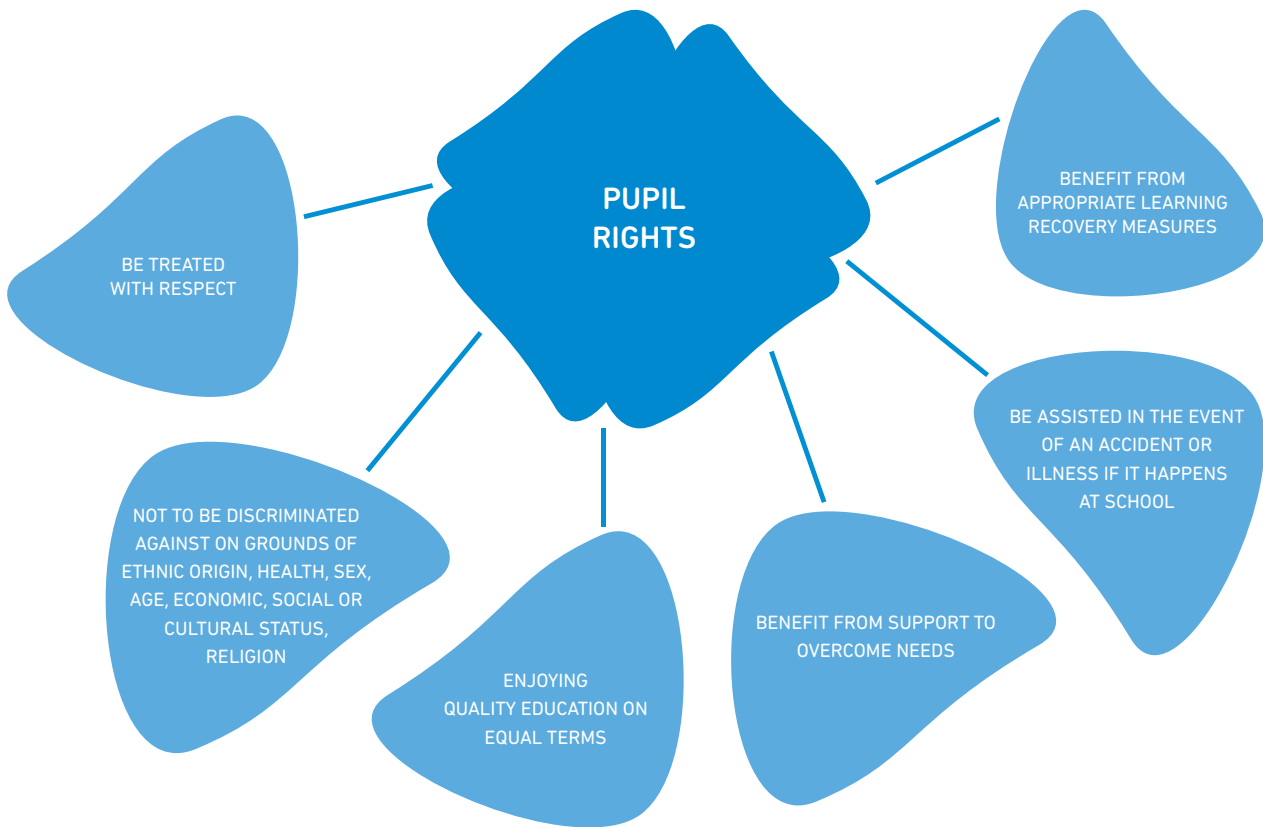 PUPIL
RIGHTS
BE TREATED
WITH RESPECT
NOT TO BE DISCRIMINATED
AGAINST ON GROUNDS OF
ETHNIC ORIGIN, HEALTH, SEX,
AGE, ECONOMIC, SOCIAL OR
CULTURAL STATUS,
RELIGION
ENJOYING
QUALITY EDUCATION ON
EQUAL TERMS
BENEFIT FROM SUPPORT TO
OVERCOME NEEDS
BE ASSISTED IN THE EVENT
OF AN ACCIDENT OR
ILLNESS IF IT HAPPENS
AT SCHOOL
BENEFIT FROM
APPROPRIATE LEARNING
RECOVERY MEASURES